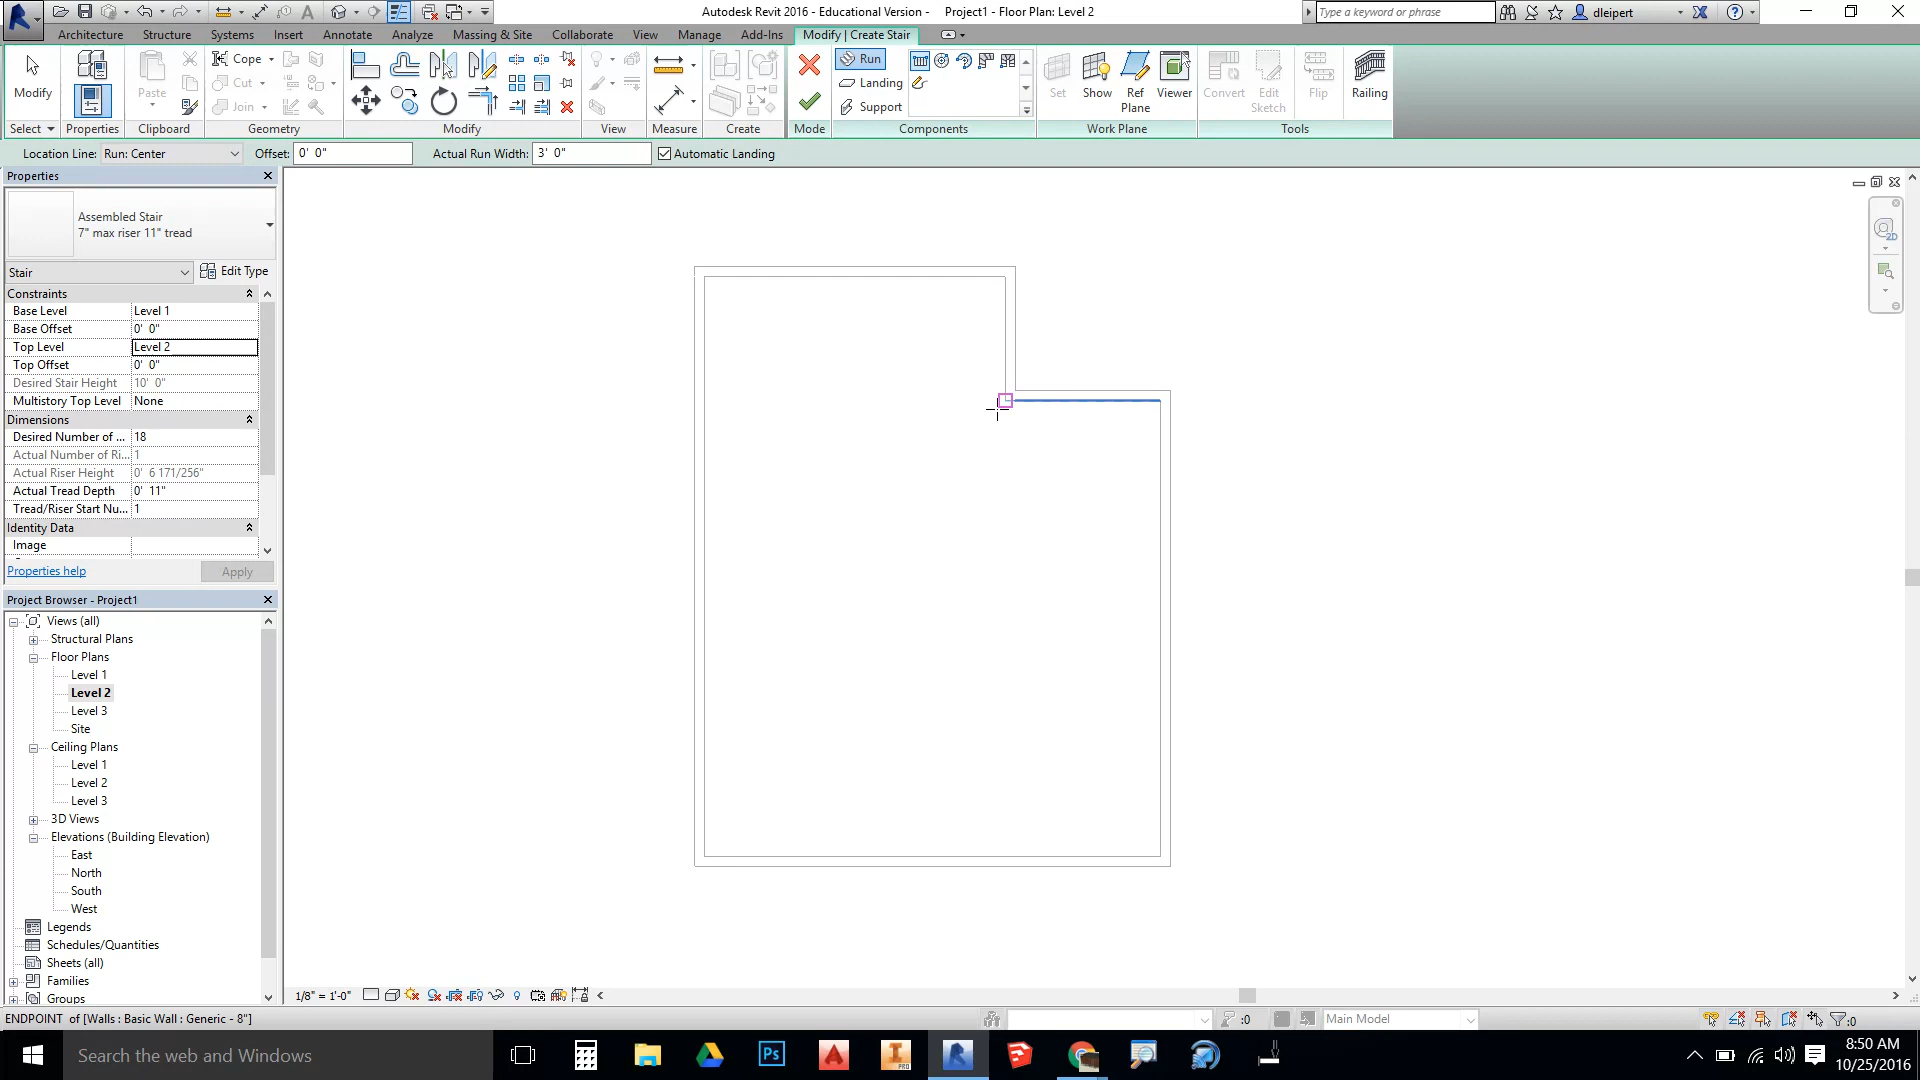 Autodesk Revit 2016 - Educational Version - Project1 - Floor Plan: Level 2
Type a keyword or phrase
dleipert
Architecture Structure Systems Insert Annotate Analyze Massing & Site Collaborate View Manage Add-Ins Modify | Create Stair
Modify
Paste
Cope
Cut
Join
Run
Landing
Support
Set
Show
Ref Plane
Viewer
Convert
Edit Sketch
Flip
Railing
Select Properties Clipboard Geometry Modify View Measure Create Mode Components Work Plane Tools
Location Line: Run: Center Offset: 0' 0" Actual Run Width: 3' 0" Automatic Landing
Properties
Assembled Stair
7" max riser 11" tread
Stair Edit Type
Constraints
Base Level Level 1
Base Offset 0' 0"
Top Level Level 2
Top Offset 0' 0"
Desired Stair Height 10' 0"
Multistory Top Level None
Dimensions
Desired Number of ... 18
Actual Number of Ri... 1
Actual Riser Height 0' 6 171/256"
Actual Tread Depth 0' 11"
Tread/Riser Start Nu... 1
Identity Data
Image
Properties help Apply
Project Browser - Project1
Views (all)
Structural Plans
Floor Plans
Level 1
Level 2
Level 3
Site
Ceiling Plans
Level 1
Level 2
Level 3
3D Views
Elevations (Building Elevation)
East
North
South
West
Legends
Schedules/Quantities
Sheets (all)
Families
Groups
2D
1/8" = 1'-0"
ENDPOINT of [Walls : Basic Wall : Generic - 8"]
:0
Main Model
:0
Search the web and Windows
Ps
PRO
8:50 AM
10/25/2016